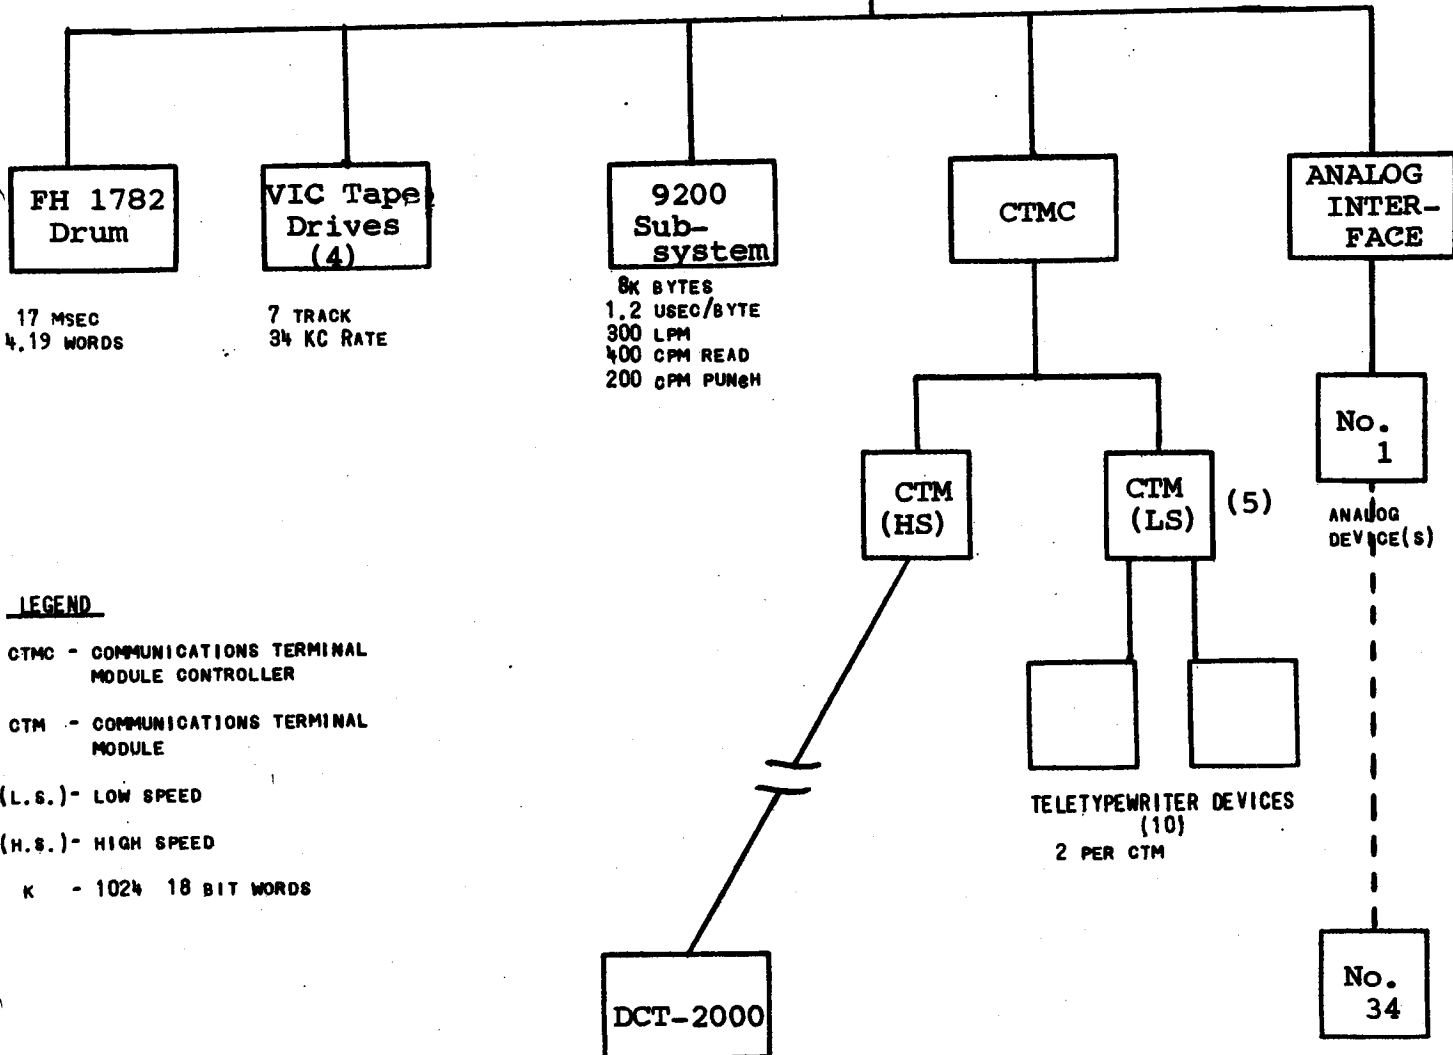 FH 1782
Drum
17 MSEC
4.19 WORDS
VIC Tape
Drives
(4)
7 TRACK
34 KC RATE
9200
Sub-
system
8K BYTES
1.2 USEC/BYTE
300 LPM
400 CPM READ
200 CPM PUNCH
CTMC
ANALOG
INTER-
FACE
No.
1
ANALOG
DEVICE(S)
CTM
(HS)
CTM
(LS)
(5)
LEGEND
CTMC - COMMUNICATIONS TERMINAL
MODULE CONTROLLER
CTM - COMMUNICATIONS TERMINAL
MODULE
(L.S.)- LOW SPEED
(H.S.)- HIGH SPEED
K - 1024 18 BIT WORDS
TELETYPEWRITER DEVICES
(10)
2 PER CTM
DCT-2000
No.
34